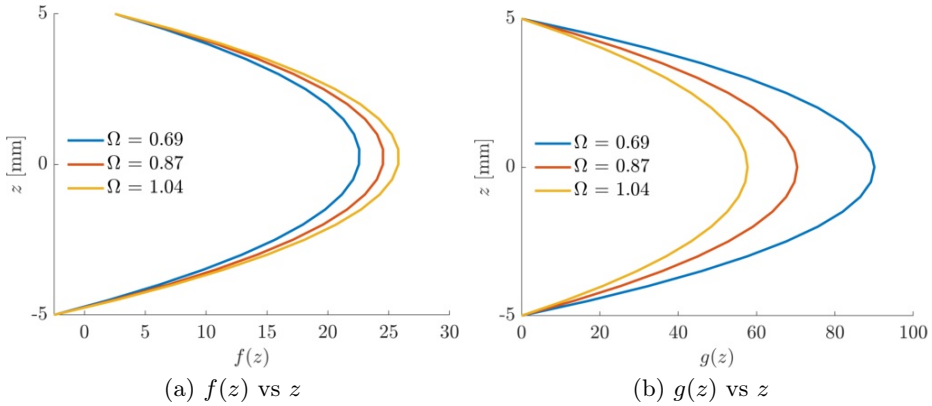 5
z [mm]
0
-5
Ω = 0.69
Ω = 0.87
Ω = 1.04
0 5 10 15 20 25 30
f(z)
(a) f(z) vs z
5
z [mm]
0
-5
Ω = 0.69
Ω = 0.87
Ω = 1.04
0 20 40 60 80 100
g(z)
(b) g(z) vs z